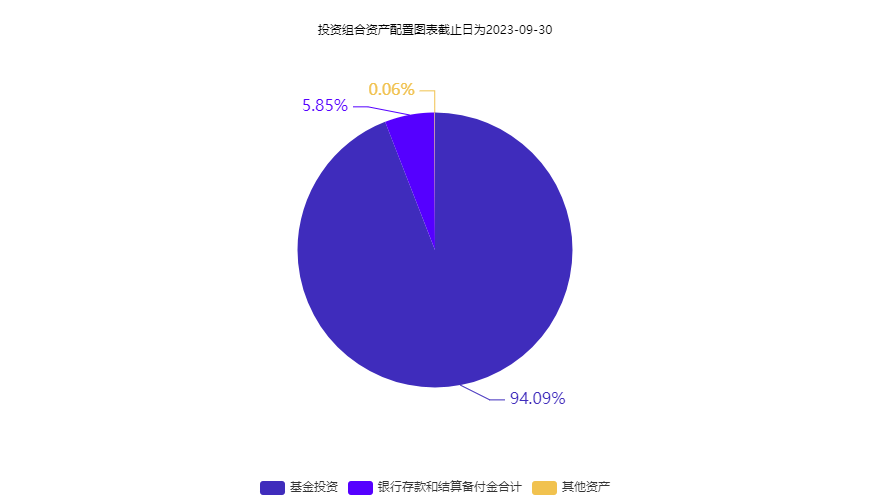 投资组合资产配置图表截止日为2023-09-30
0.06%
5.85%
94.09%
基金投资 银行存款和结算备付金合计 其他资产